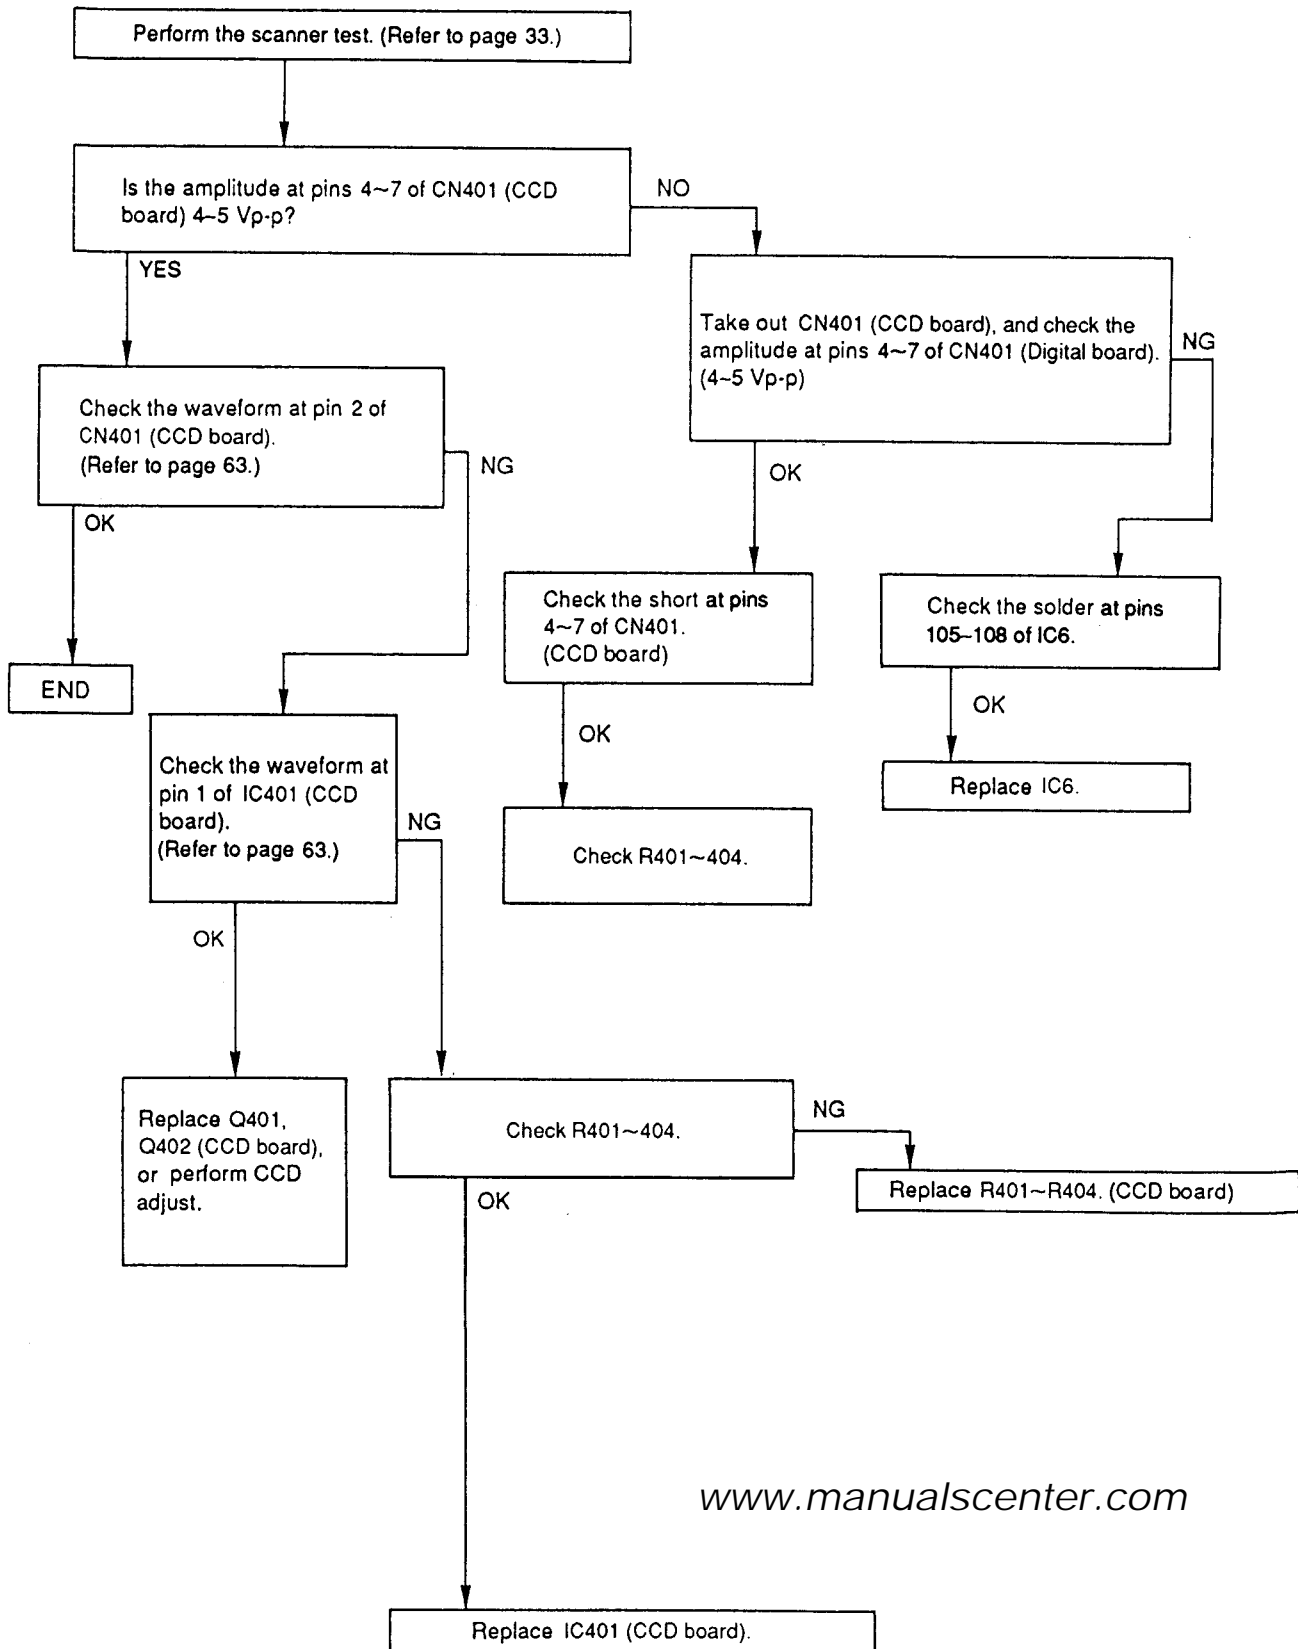 Perform the scanner test. (Refer to page 33.)
Is the amplitude at pins 4~7 of CN401 (CCD
board) 4~5 Vp-p?
NO
YES
Take out CN401 (CCD board), and check the
amplitude at pins 4~7 of CN401 (Digital board).
(4~5 Vp-p)
NG
Check the waveform at pin 2 of
CN401 (CCD board).
(Refer to page 63.)
NG
OK
OK
Check the short at pins
4~7 of CN401.
(CCD board)
Check the solder at pins
105~108 of IC6.
END
OK
OK
Check the waveform at
pin 1 of IC401 (CCD
board).
(Refer to page 63.)
NG
Replace IC6.
Check R401~404.
OK
Replace Q401,
Q402 (CCD board),
or perform CCD
adjust.
Check R401~404.
NG
Replace R401~R404. (CCD board)
OK
www.manualscenter.com
Replace IC401 (CCD board).